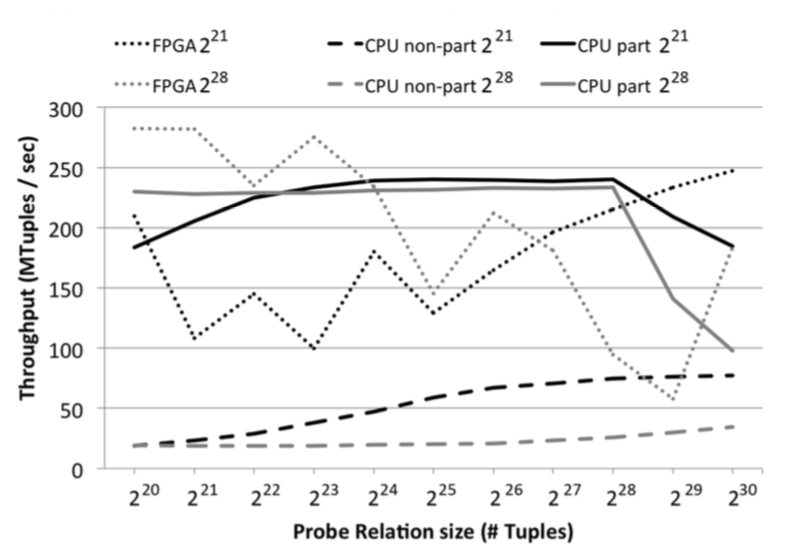 FPGA 2^21 CPU non-part 2^21 CPU part 2^21
FPGA 2^28 CPU non-part 2^28 CPU part 2^28
300
250
200
150
100
50
0
Throughput (MTuples / sec)
2^20 2^21 2^22 2^23 2^24 2^25 2^26 2^27 2^28 2^29 2^30
Probe Relation size (# Tuples)